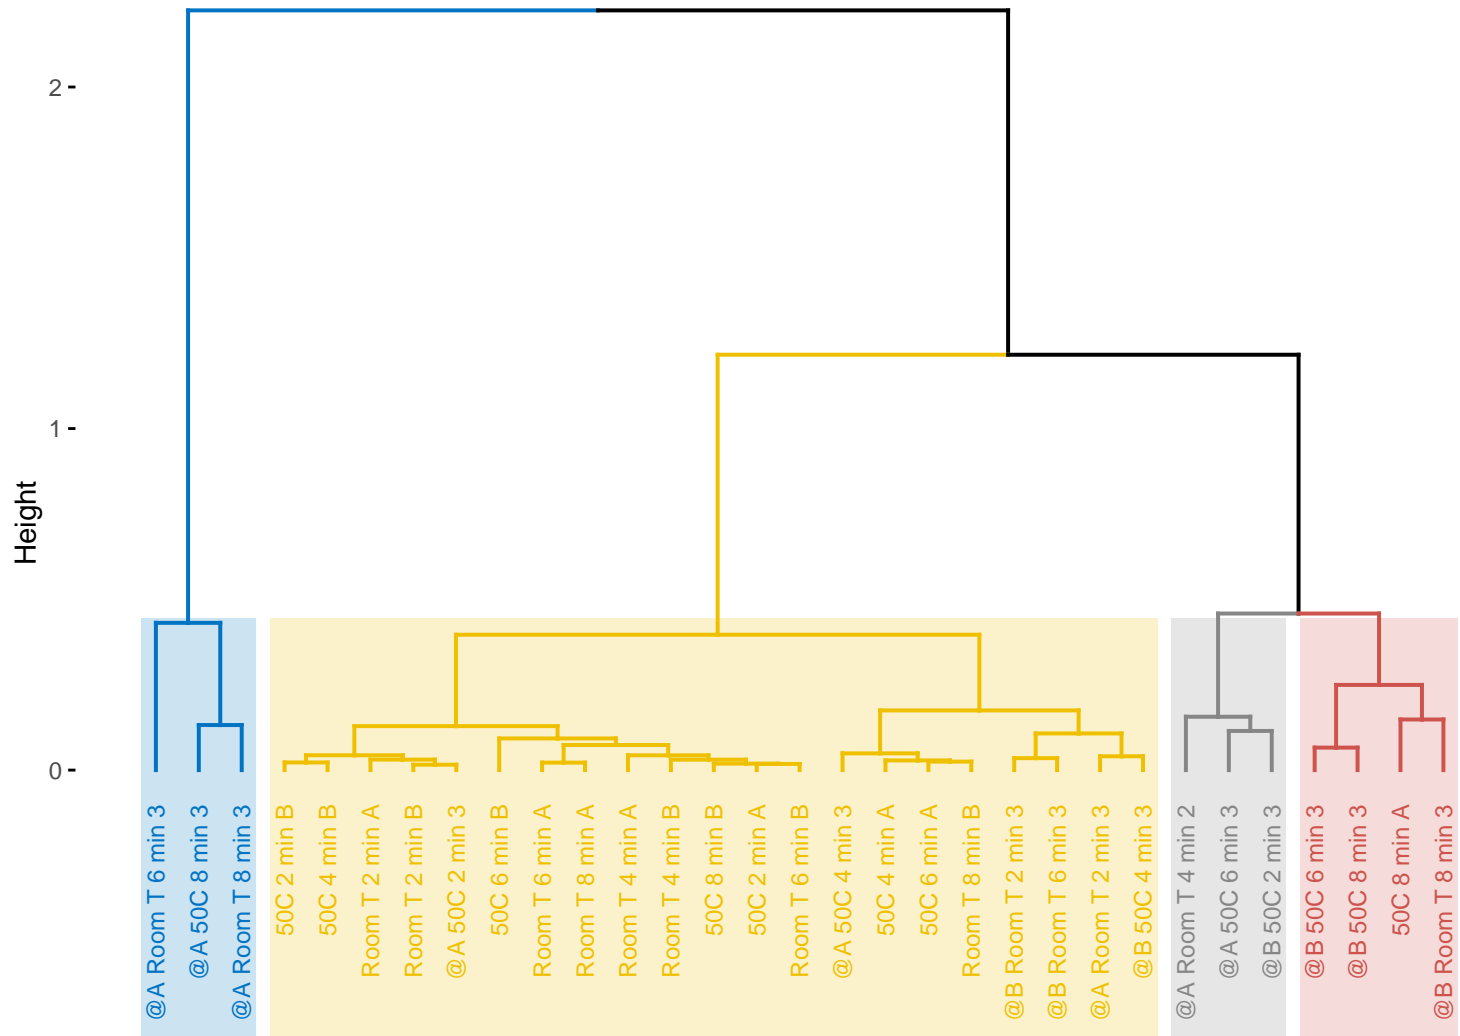 2
1
0
Height
@A Room T 6 min 3
@A 50C 8 min 3
@A Room T 8 min 3
50C 2 min B
50C 4 min B
Room T 2 min A
Room T 2 min B
@A 50C 2 min 3
50C 6 min B
Room T 6 min A
Room T 8 min A
Room T 4 min A
Room T 4 min B
50C 8 min B
50C 2 min A
Room T 6 min B
@A 50C 4 min 3
50C 4 min A
50C 6 min A
Room T 8 min B
@B Room T 2 min 3
@B Room T 6 min 3
@A Room T 2 min 3
@B 50C 4 min 3
@A Room T 4 min 2
@A 50C 6 min 3
@B 50C 2 min 3
@B 50C 6 min 3
@B 50C 8 min 3
50C 8 min A
@B Room T 8 min 3